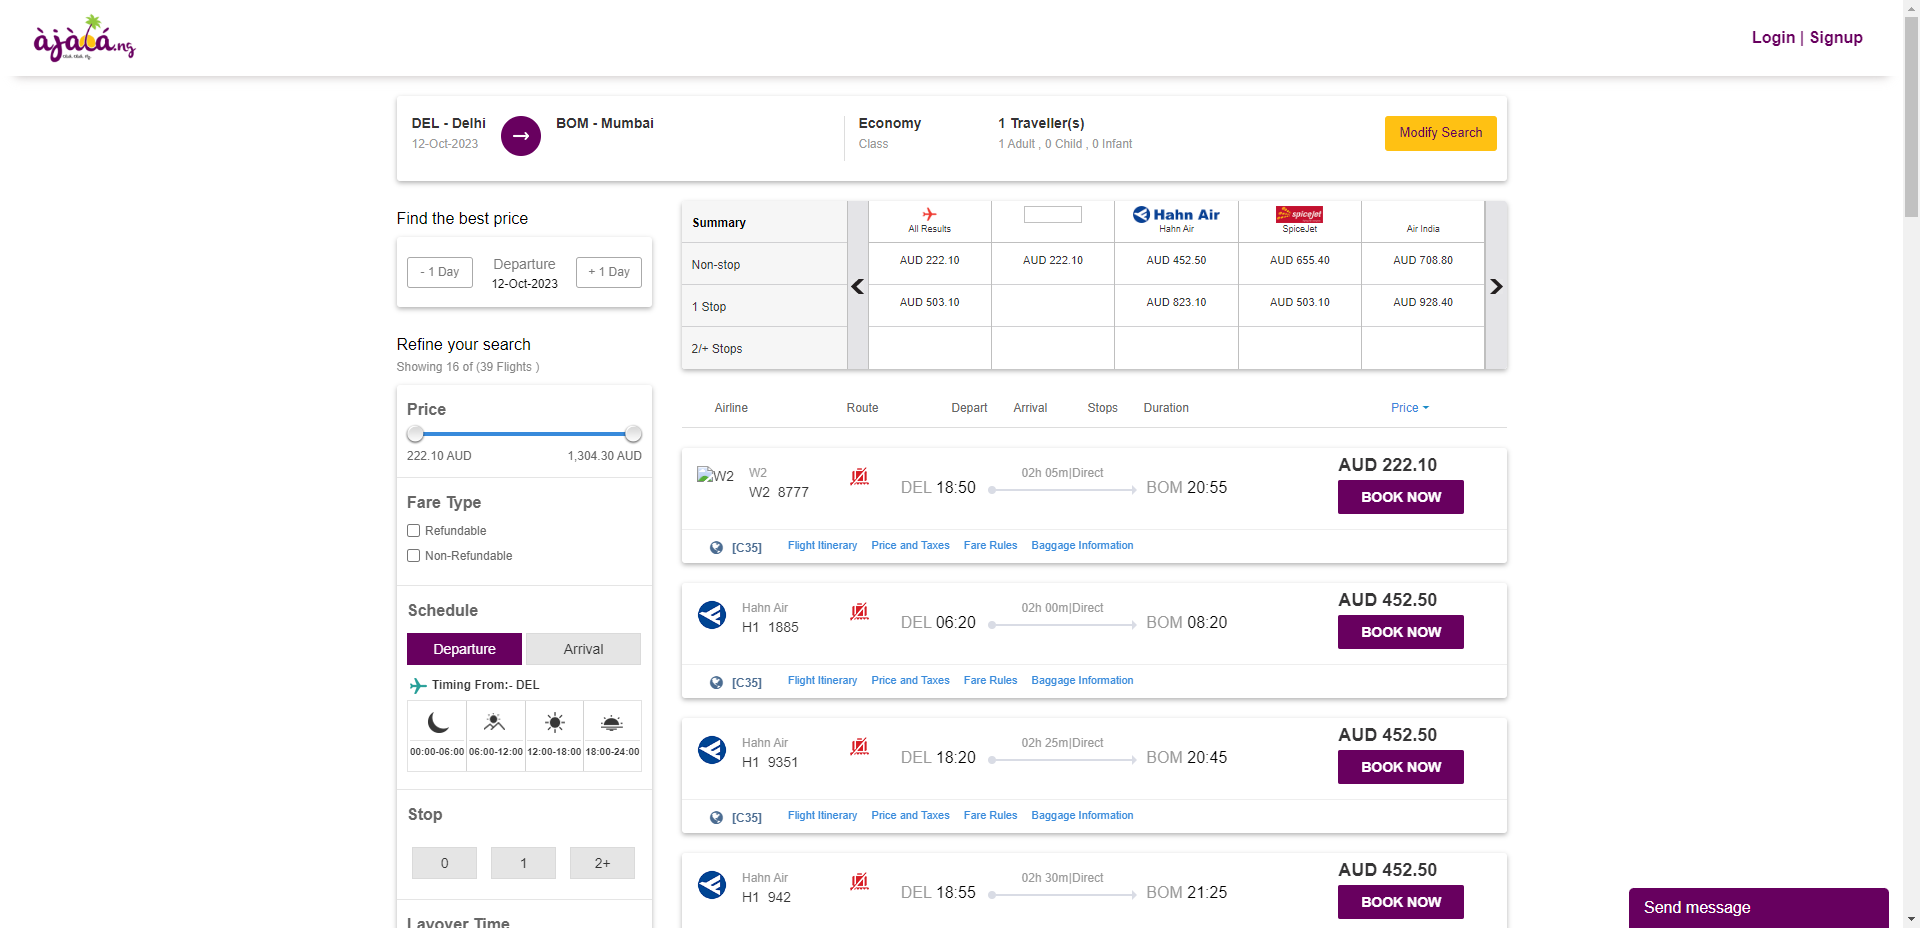 àjàlá.ng
Login | Signup
DEL - Delhi
12-Oct-2023
BOM - Mumbai
Economy
Class
1 Traveller(s)
1 Adult , 0 Child , 0 Infant
Modify Search
Find the best price
- 1 Day
Departure
12-Oct-2023
+ 1 Day
Refine your search
Showing 16 of (39 Flights )
Price
222.10 AUD
1,304.30 AUD
Fare Type
Refundable
Non-Refundable
Schedule
Departure
Arrival
Timing From:- DEL
00:00-06:00
06:00-12:00
12:00-18:00
18:00-24:00
Stop
0
1
2+
Layover Time
Summary
All Results
Hahn Air
Hahn Air
spicejet
SpiceJet
Air India
Non-stop
AUD 222.10
AUD 222.10
AUD 452.50
AUD 655.40
AUD 708.80
1 Stop
AUD 503.10
AUD 823.10
AUD 503.10
AUD 928.40
2/+ Stops
Airline
Route
Depart
Arrival
Stops
Duration
Price
W2
W2
W2 8777
DEL 18:50
02h 05m|Direct
BOM 20:55
AUD 222.10
BOOK NOW
[C35]
Flight Itinerary
Price and Taxes
Fare Rules
Baggage Information
Hahn Air
H1 1885
DEL 06:20
02h 00m|Direct
BOM 08:20
AUD 452.50
BOOK NOW
[C35]
Flight Itinerary
Price and Taxes
Fare Rules
Baggage Information
Hahn Air
H1 9351
DEL 18:20
02h 25m|Direct
BOM 20:45
AUD 452.50
BOOK NOW
[C35]
Flight Itinerary
Price and Taxes
Fare Rules
Baggage Information
Hahn Air
H1 942
DEL 18:55
02h 30m|Direct
BOM 21:25
AUD 452.50
BOOK NOW
Send message